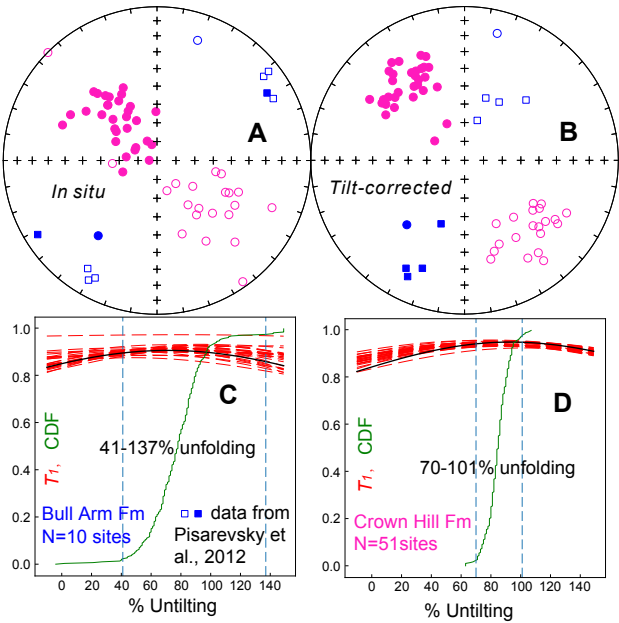 A
B
In situ
Tilt-corrected
1.0
0.8
0.6
0.4
0.2
0.0
T1, CDF
C
41-137% unfolding
Bull Arm Fm
N=10 sites
data from
Pisarevsky et
al., 2012
0 20 40 60 80 100 120 140
% Untilting
1.0
0.8
0.6
0.4
0.2
0.0
T1, CDF
D
70-101% unfolding
Crown Hill Fm
N=51sites
0 20 40 60 80 100 120 140
% Untilting